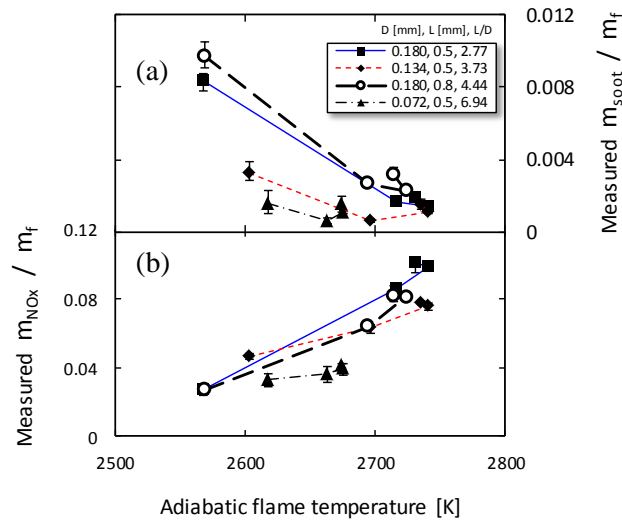 D [mm], L [mm], L/D
0.180, 0.5, 2.77
0.134, 0.5, 3.73
0.180, 0.8, 4.44
0.072, 0.5, 6.94
(a)
0.012
0.008
0.004
0
Measured m_soot / m_f
(b)
0.12
0.08
0.04
0
Measured m_NOx / m_f
2500 2600 2700 2800
Adiabatic flame temperature [K]